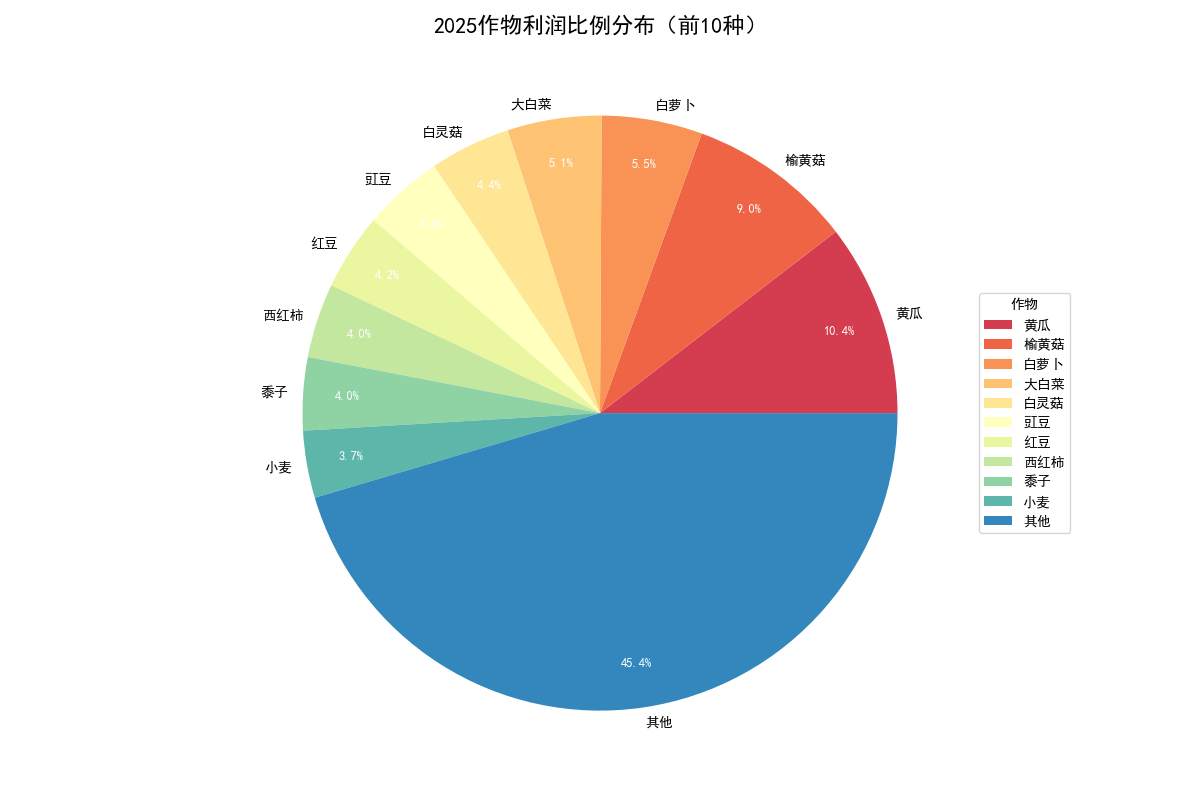 2025作物利润比例分布（前10种）
大白菜
白萝卜
白灵菇
榆黄菇
豇豆
红豆
西红柿
黄瓜
黍子
小麦
其他
5.1%
5.5%
4.4%
9.0%
4.2%
10.4%
4.0%
4.0%
3.7%
45.4%
作物
黄瓜
榆黄菇
白萝卜
大白菜
白灵菇
豇豆
红豆
西红柿
黍子
小麦
其他